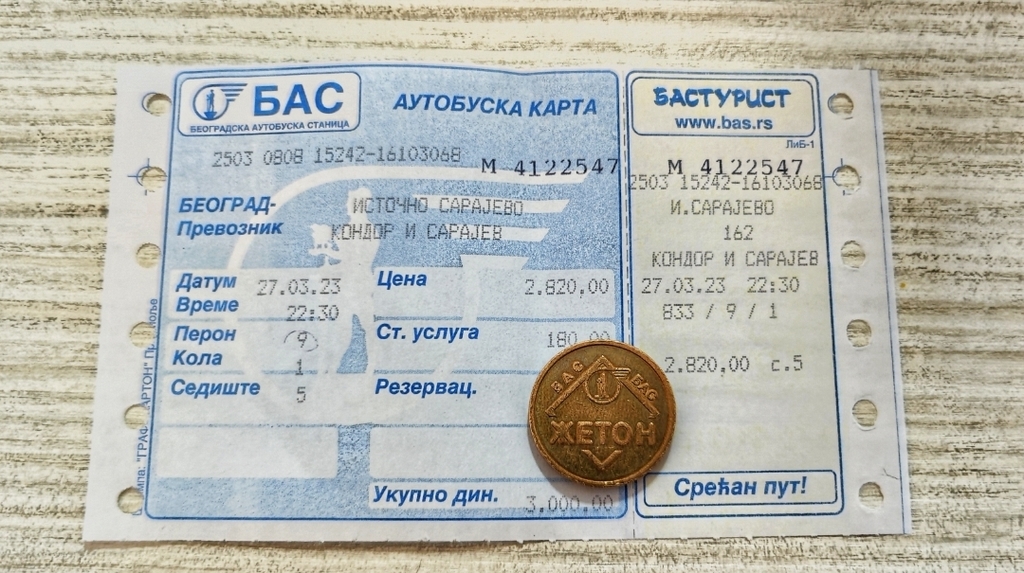 БАС
БЕОГРАДСКА АУТОБУСКА СТАНИЦА
АУТОБУСКА КАРТА
2503 0808 15242-16103068
М 4122547
БЕОГРАД-
ИСТОЧНО САРАЈЕВО
Превозник
КОНДОР И САРАЈЕВ
Датум 27.03.23
Цена 2.820,00
Време 22:30
Перон 9
Ст. услуга 180,00
Кола 1
Седиште 5
Резервац.
Укупно дин. 3.000,00
БАСТУРИСТ
www.bas.rs
ЛиБ-1
М 4122547
2503 15242-16103068
И.САРАЈЕВО
162
КОНДОР И САРАЈЕВ
27.03.23 22:30
833 / 9 / 1
2.820,00 с.5
Срећан пут!
БАС БАС
ЖЕТОН